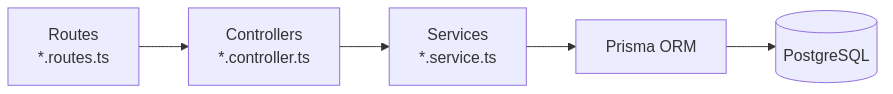 Routes
*.routes.ts
Controllers
*.controller.ts
Services
*.service.ts
Prisma ORM
PostgreSQL